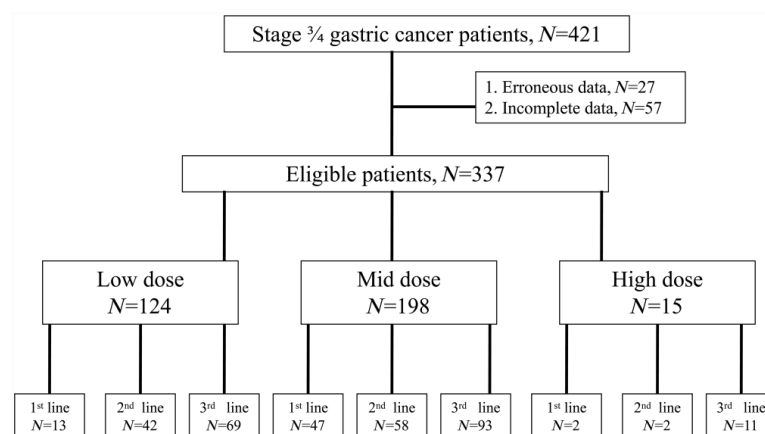 Stage ¾ gastric cancer patients, N=421
1. Erroneous data, N=27
2. Incomplete data, N=57
Eligible patients, N=337
Low dose
N=124
Mid dose
N=198
High dose
N=15
1st line
N=13
2nd line
N=42
3rd line
N=69
1st line
N=47
2nd line
N=58
3rd line
N=93
1st line
N=2
2nd line
N=2
3rd line
N=11